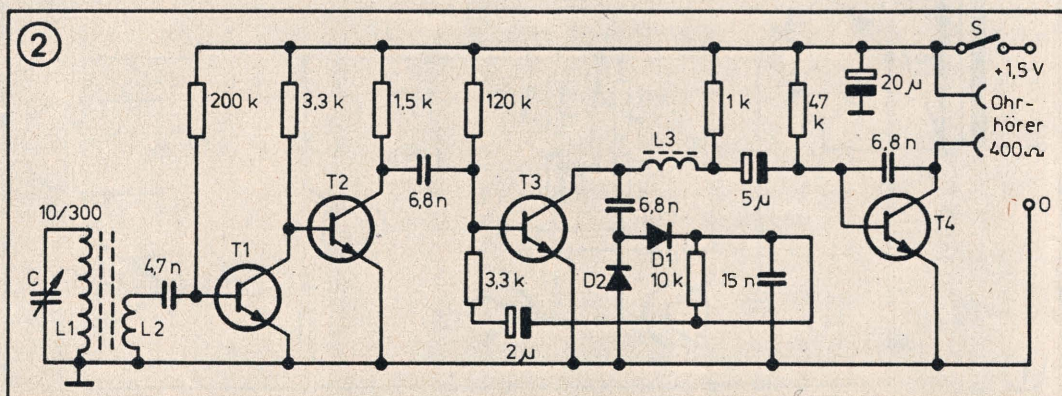 2
S
+1,5 V
200 k
3,3 k
1,5 k
120 k
1 k
47 k
20 µ
Ohr-
hörer
400 Ω
L3
6,8 n
T2
T3
6,8 n
6,8 n
5 µ
T4
0
10/300
4,7 n
T1
C
L1
L2
3,3 k
D2
D1
10 k
15 n
2 µ